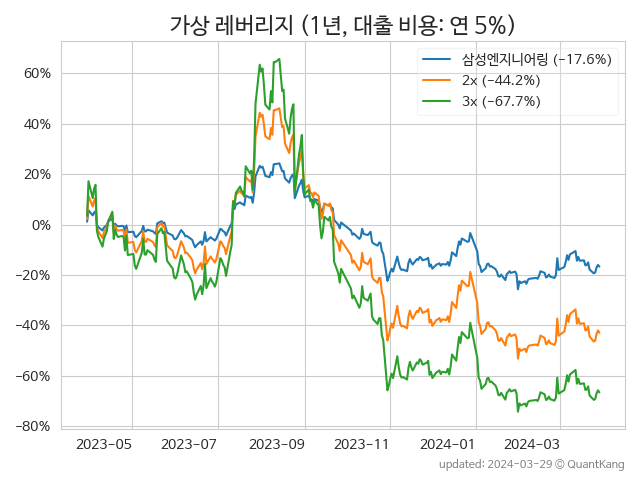 가상 레버리지 (1년, 대출 비용: 연 5%)
삼성엔지니어링 (−17.6%)
2x (−44.2%)
3x (−67.7%)
60%
40%
20%
0%
−20%
−40%
−60%
−80%
2023-05 2023-07 2023-09 2023-11 2024-01 2024-03
updated: 2024-03-29 © QuantKang